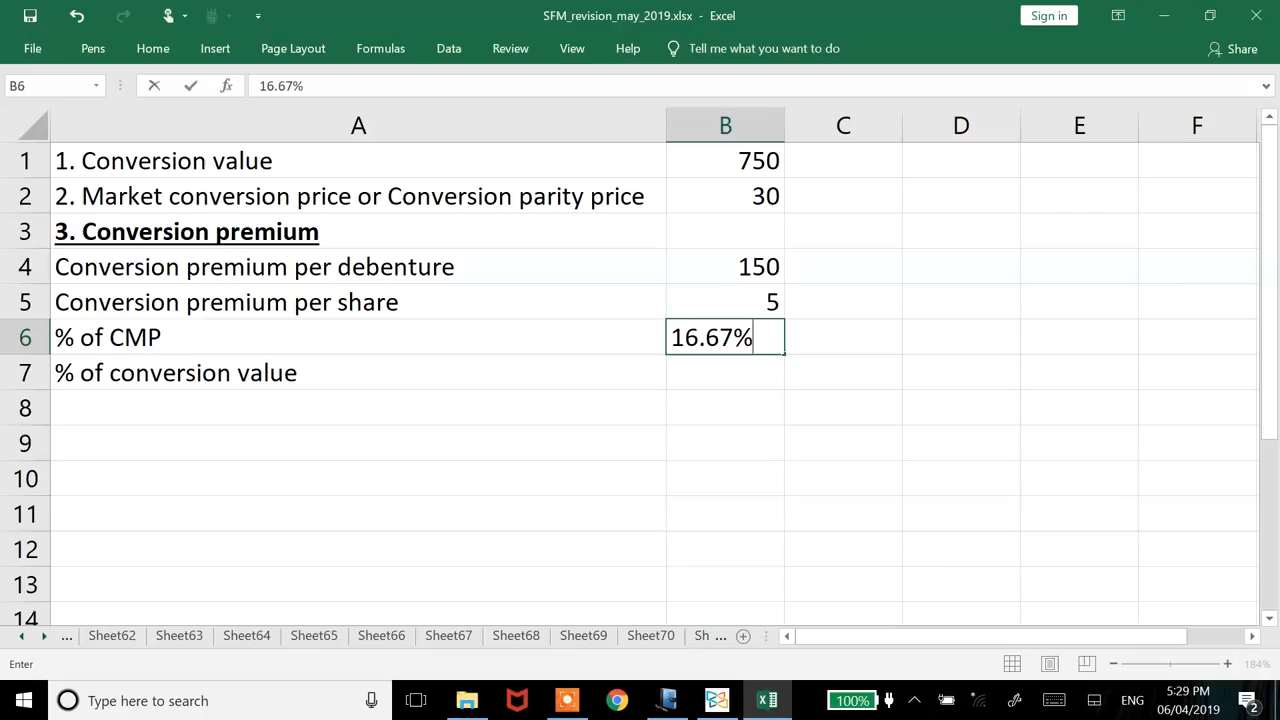 SFM_revision_may_2019.xlsx - Excel
Sign in
File Pens Home Insert Page Layout Formulas Data Review View Help Tell me what you want to do Share
B6 fx 16.67%
A B C D E F
1 1. Conversion value 750
2 2. Market conversion price or Conversion parity price 30
3 3. Conversion premium
4 Conversion premium per debenture 150
5 Conversion premium per share 5
6 % of CMP 16.67%
7 % of conversion value
8
9
10
11
12
13
14
... Sheet62 Sheet63 Sheet64 Sheet65 Sheet66 Sheet67 Sheet68 Sheet69 Sheet70 Sh ...
Enter 184%
Type here to search 100% ENG 5:29 PM
06/04/2019 2